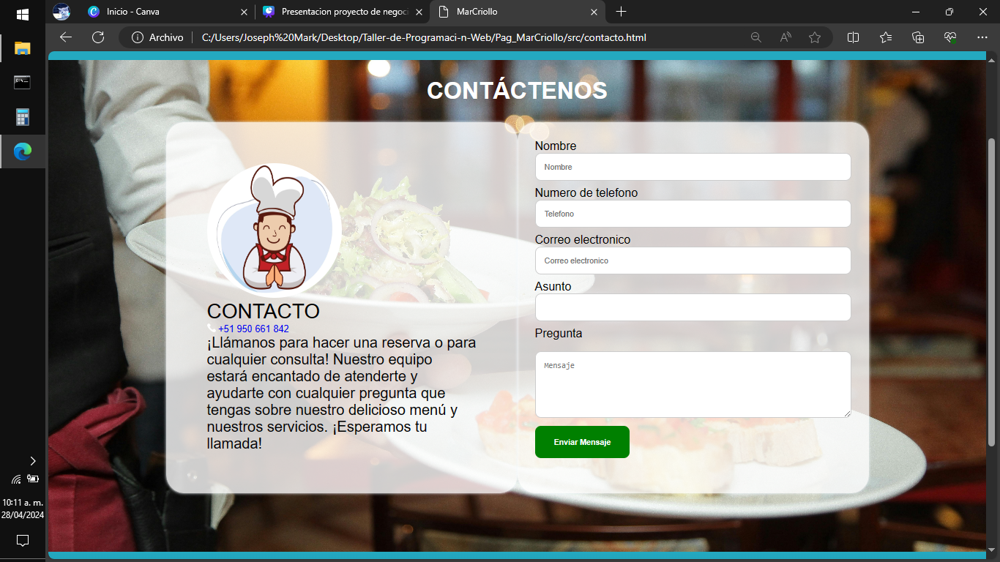 Inicio - Canva
Presentacion proyecto de negoci
MarCriollo
Archivo
C:/Users/Joseph%20Mark/Desktop/Taller-de-Programaci-n-Web/Pag_MarCriollo/src/contacto.html
CONTÁCTENOS
CONTACTO
+51 950 661 842
¡Llámanos para hacer una reserva o para
cualquier consulta! Nuestro equipo
estará encantado de atenderte y
ayudarte con cualquier pregunta que
tengas sobre nuestro delicioso menú y
nuestros servicios. ¡Esperamos tu
llamada!
Nombre
Nombre
Numero de telefono
Telefono
Correo electronico
Correo electronico
Asunto
Pregunta
Mensaje
Enviar Mensaje
10:11 a. m.
28/04/2024